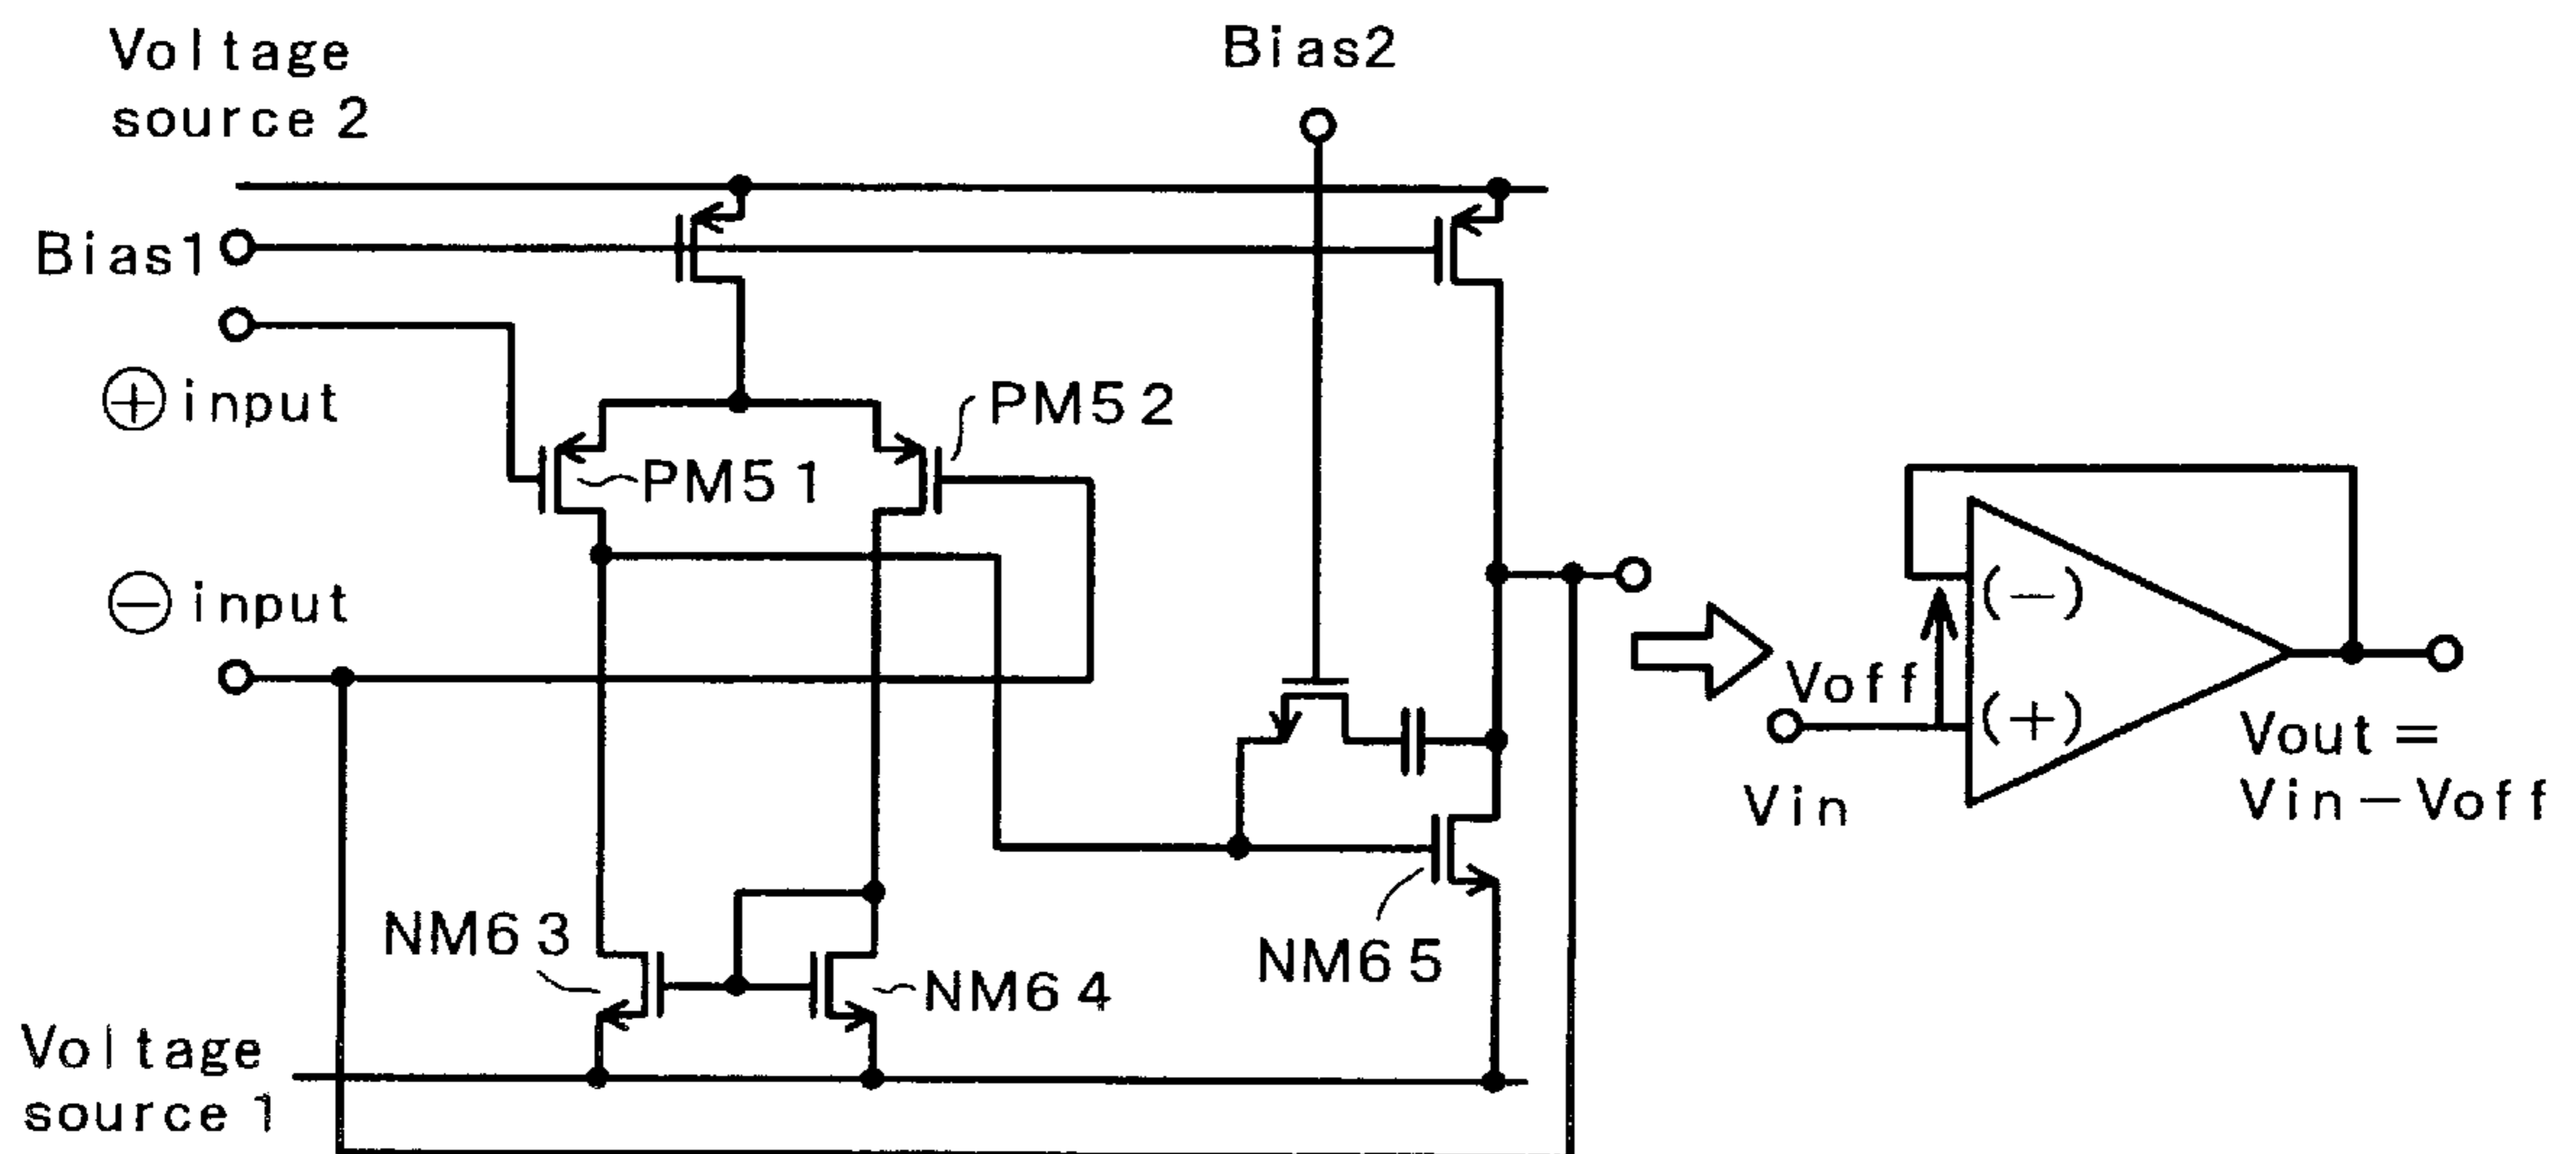 Voltage
source 2
Bias2
Bias1
⊕ input
PM52
PM51
⊖ input
(−)
Voff
(+)
Vin
Vout =
Vin−Voff
NM63
NM64
NM65
Voltage
source 1